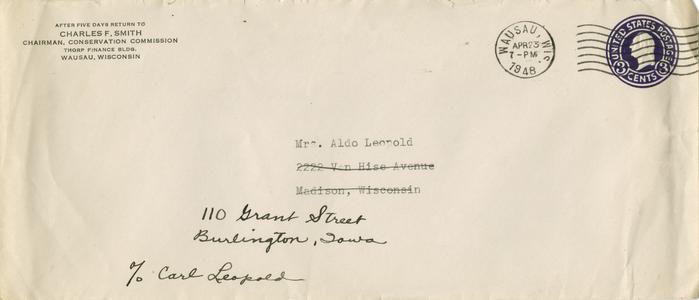 AFTER FIVE DAYS RETURN TO
CHARLES F. SMITH
CHAIRMAN, CONSERVATION COMMISSION
THORP FINANCE BLDG.
WAUSAU, WISCONSIN
WAUSAU, WIS.
APR 23
7-PM
1948
UNITED STATES POSTAGE
3 CENTS 3
Mrs. Aldo Leopold
2222 Van Hise Avenue
Madison, Wisconsin
110 Grant Street
Burlington, Iowa
℅ Carl Leopold